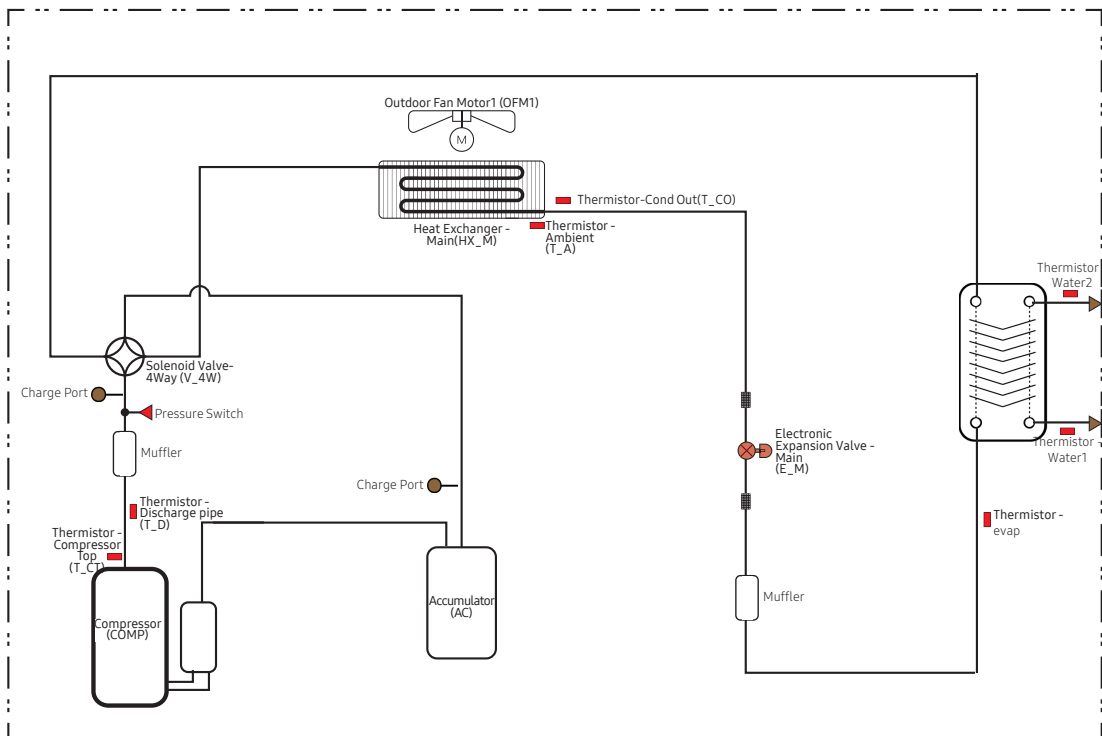 Outdoor Fan Motor1 (OFM1)
M
Thermistor-Cond Out(T_CO)
Heat Exchanger -
Main(HX_M)
Thermistor -
Ambient
(T_A)
Thermistor
Water2
Solenoid Valve-
4Way (V_4W)
Charge Port
Pressure Switch
Muffler
Electronic
Expansion Valve -
Main
(E_M)
Thermistor -
Water1
Charge Port
Thermistor -
Discharge pipe
(T_D)
Thermistor -
evap
Thermistor -
Compressor
Top
(T_CT)
Muffler
Accumulator
(AC)
Compressor
(COMP)